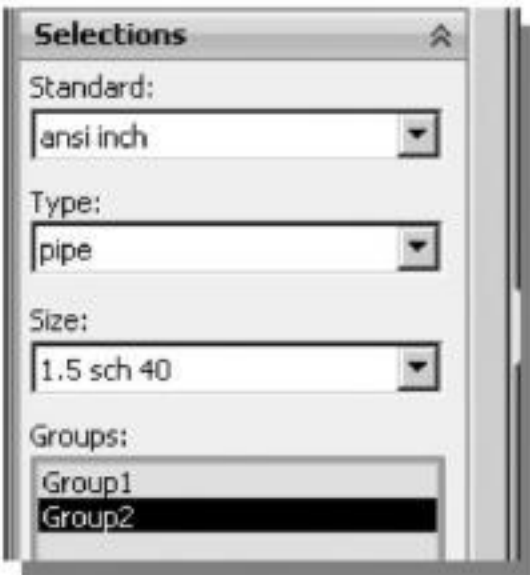 Selections
Standard:
ansi inch
Type:
pipe
Size:
1.5 sch 40
Groups:
Group1
Group2